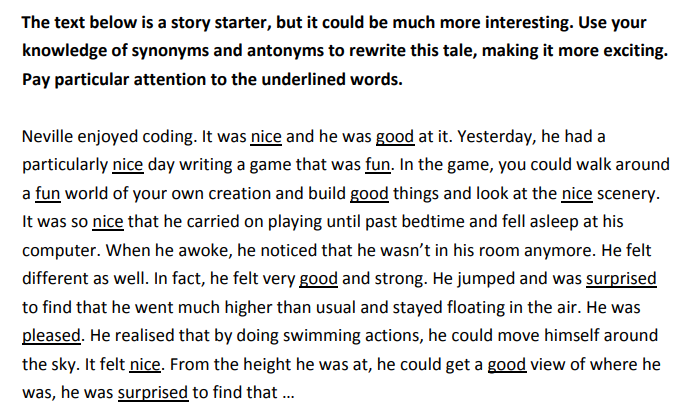 The text below is a story starter, but it could be much more interesting. Use your
knowledge of synonyms and antonyms to rewrite this tale, making it more exciting.
Pay particular attention to the underlined words.
Neville enjoyed coding. It was nice and he was good at it. Yesterday, he had a
particularly nice day writing a game that was fun. In the game, you could walk around
a fun world of your own creation and build good things and look at the nice scenery.
It was so nice that he carried on playing until past bedtime and fell asleep at his
computer. When he awoke, he noticed that he wasn’t in his room anymore. He felt
different as well. In fact, he felt very good and strong. He jumped and was surprised
to find that he went much higher than usual and stayed floating in the air. He was
pleased. He realised that by doing swimming actions, he could move himself around
the sky. It felt nice. From the height he was at, he could get a good view of where he
was, he was surprised to find that ...